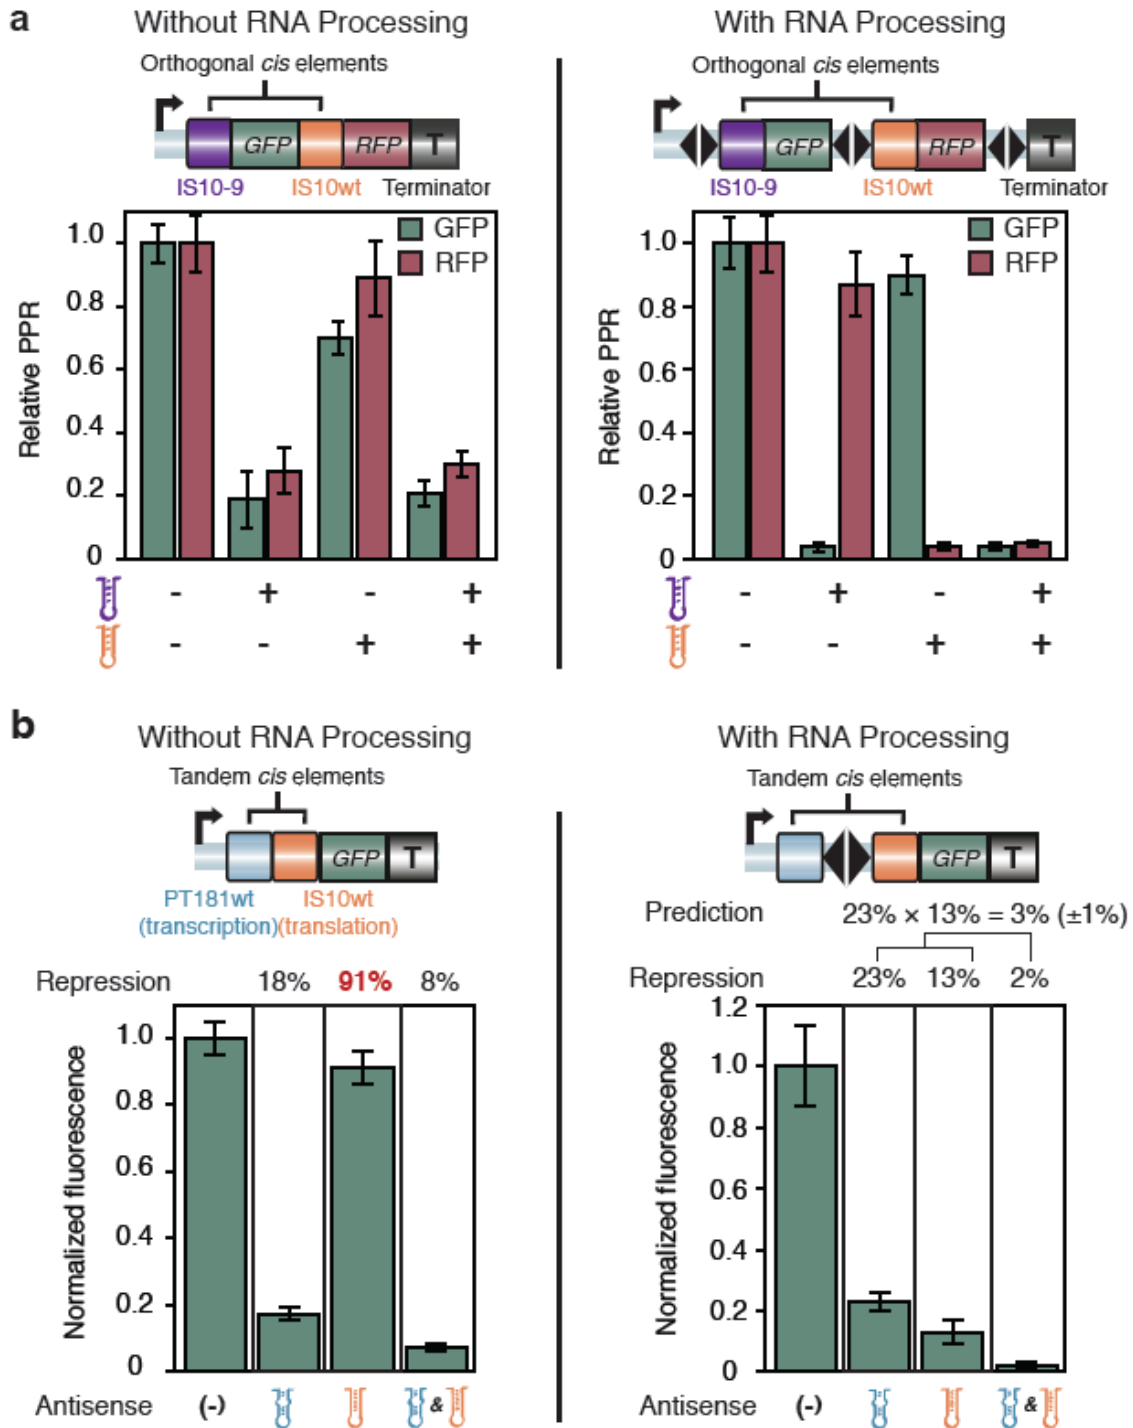 a
Without RNA Processing
Orthogonal cis elements
GFP RFP T
IS10-9 IS10wt Terminator
GFP
RFP
Relative PPR
1.0
0.8
0.6
0.4
0.2
0
- + - +
- - + +
With RNA Processing
Orthogonal cis elements
GFP RFP T
IS10-9 IS10wt Terminator
GFP
RFP
Relative PPR
1.0
0.8
0.6
0.4
0.2
0
- + - +
- - + +
b
Without RNA Processing
Tandem cis elements
GFP T
PT181wt IS10wt
(transcription)(translation)
Repression 18% 91% 8%
Normalized fluorescence
1.0
0.8
0.6
0.4
0.2
0
Antisense (-) &
With RNA Processing
Tandem cis elements
GFP T
Prediction 23% × 13% = 3% (±1%)
Repression 23% 13% 2%
Normalized fluorescence
1.2
1.0
0.8
0.6
0.4
0.2
0
Antisense (-) &